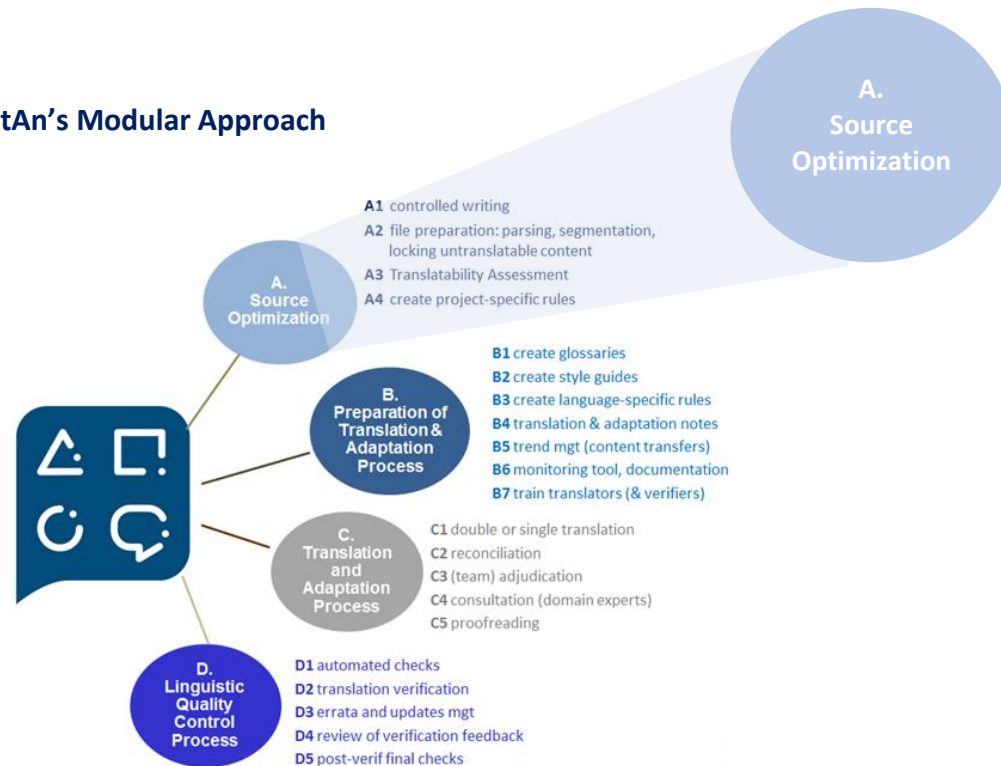 tAn’s Modular Approach
A.
Source
Optimization
A1 controlled writing
A2 file preparation: parsing, segmentation,
locking untranslatable content
A3 Translatability Assessment
A4 create project-specific rules
A.
Source
Optimization
B1 create glossaries
B2 create style guides
B3 create language-specific rules
B4 translation & adaptation notes
B5 trend mgt (content transfers)
B6 monitoring tool, documentation
B7 train translators (& verifiers)
B.
Preparation of
Translation &
Adaptation
Process
C1 double or single translation
C2 reconciliation
C3 (team) adjudication
C4 consultation (domain experts)
C5 proofreading
C.
Translation
and
Adaptation
Process
D1 automated checks
D2 translation verification
D3 errata and updates mgt
D4 review of verification feedback
D5 post-verif final checks
D.
Linguistic
Quality
Control
Process